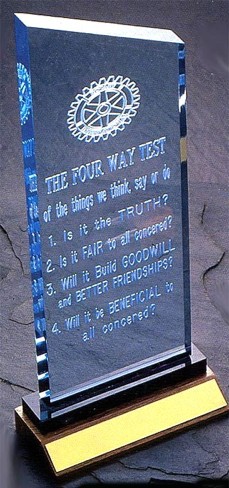 THE FOUR WAY TEST
of the things we think, say or do
1. Is it the TRUTH?
2. Is it FAIR to all concered?
3. Will it Build GOODWILL
and BETTER FRIENDSHIPS?
4. Will it be BENEFICIAL to
all concered?